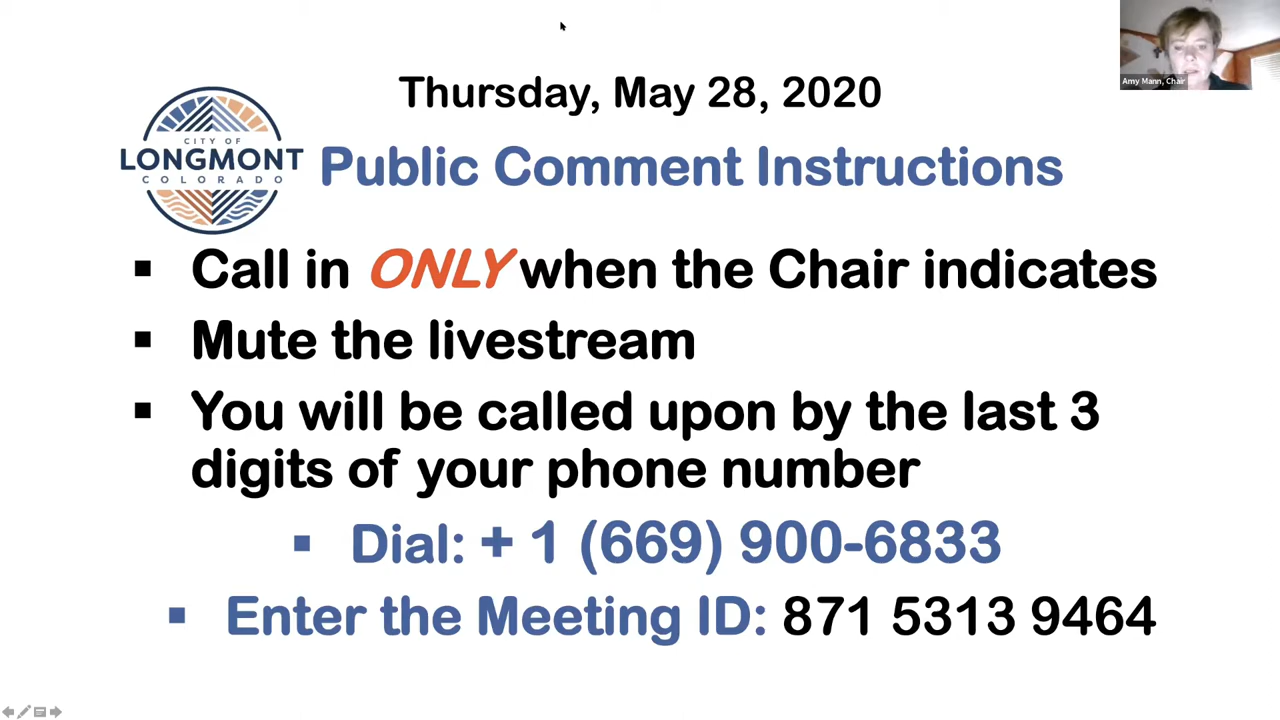 Amy Mann, Chair
Thursday, May 28, 2020
CITY OF
LONGMONT
COLORADO
Public Comment Instructions
▪ Call in ONLY when the Chair indicates
▪ Mute the livestream
▪ You will be called upon by the last 3
digits of your phone number
▪ Dial: + 1 (669) 900-6833
▪ Enter the Meeting ID: 871 5313 9464